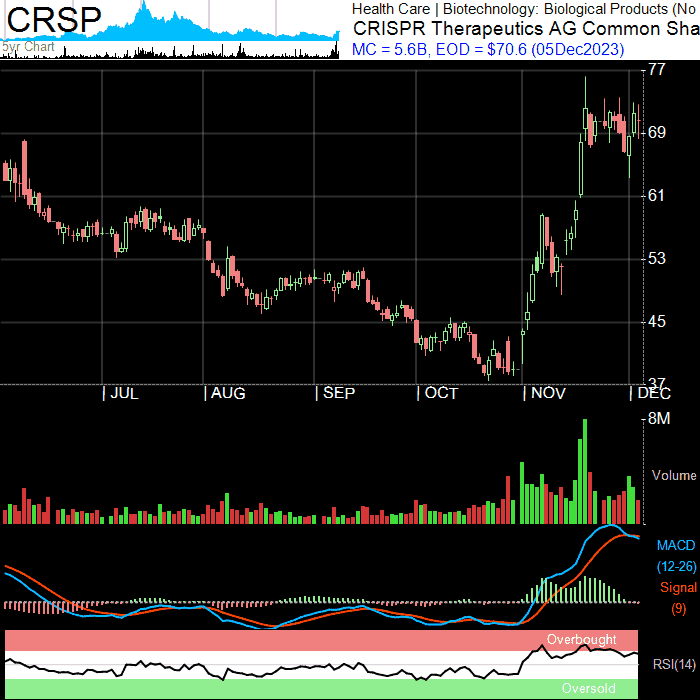 CRSP
5yr Chart
Health Care | Biotechnology: Biological Products (No
CRISPR Therapeutics AG Common Sha
MC = 5.6B, EOD = $70.6 (05Dec2023)
77
69
61
53
45
37
| JUL | AUG | SEP | OCT | NOV | DEC
8M
Volume
MACD
(12-26)
Signal
(9)
Overbought
RSI(14)
Oversold